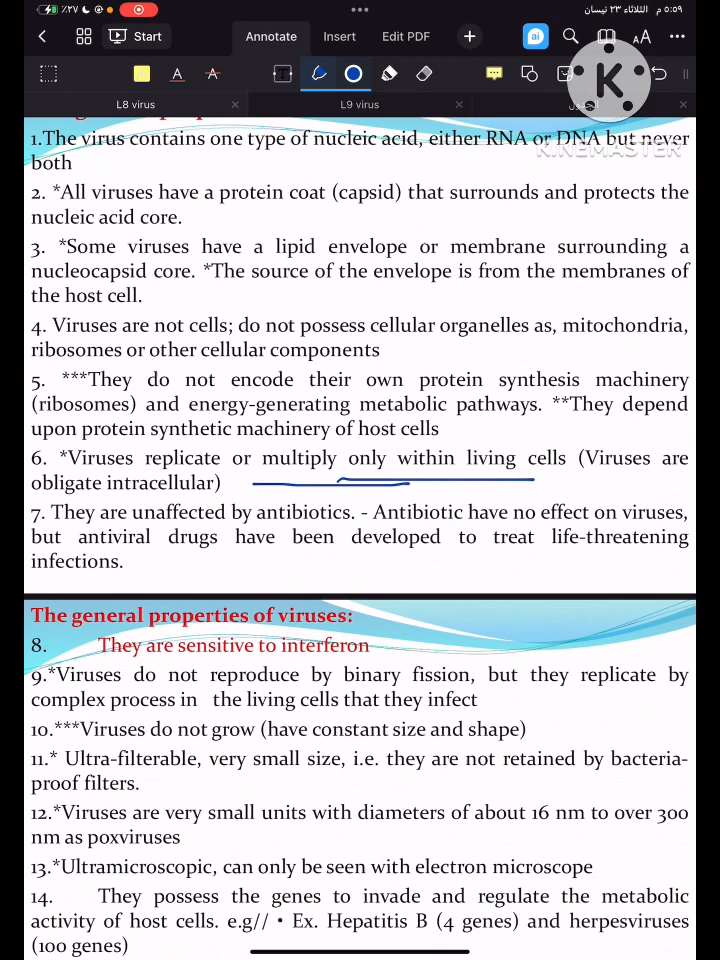 ٪٢٧ ٥:٥٩ م الثلاثاء ٢٣ نيسان
Start Annotate Insert Edit PDF ai AA
K
L8 virus L9 virus الجدول
KINEMASTER
1.The virus contains one type of nucleic acid, either RNA or DNA but never
both
2. *All viruses have a protein coat (capsid) that surrounds and protects the
nucleic acid core.
3. *Some viruses have a lipid envelope or membrane surrounding a
nucleocapsid core. *The source of the envelope is from the membranes of
the host cell.
4. Viruses are not cells; do not possess cellular organelles as, mitochondria,
ribosomes or other cellular components
5. ***They do not encode their own protein synthesis machinery
(ribosomes) and energy-generating metabolic pathways. **They depend
upon protein synthetic machinery of host cells
6. *Viruses replicate or multiply only within living cells (Viruses are
obligate intracellular)
7. They are unaffected by antibiotics. - Antibiotic have no effect on viruses,
but antiviral drugs have been developed to treat life-threatening
infections.
The general properties of viruses:
8. They are sensitive to interferon
9.*Viruses do not reproduce by binary fission, but they replicate by
complex process in the living cells that they infect
10.***Viruses do not grow (have constant size and shape)
11.* Ultra-filterable, very small size, i.e. they are not retained by bacteria-
proof filters.
12.*Viruses are very small units with diameters of about 16 nm to over 300
nm as poxviruses
13.*Ultramicroscopic, can only be seen with electron microscope
14. They possess the genes to invade and regulate the metabolic
activity of host cells. e.g// • Ex. Hepatitis B (4 genes) and herpesviruses
(100 genes)